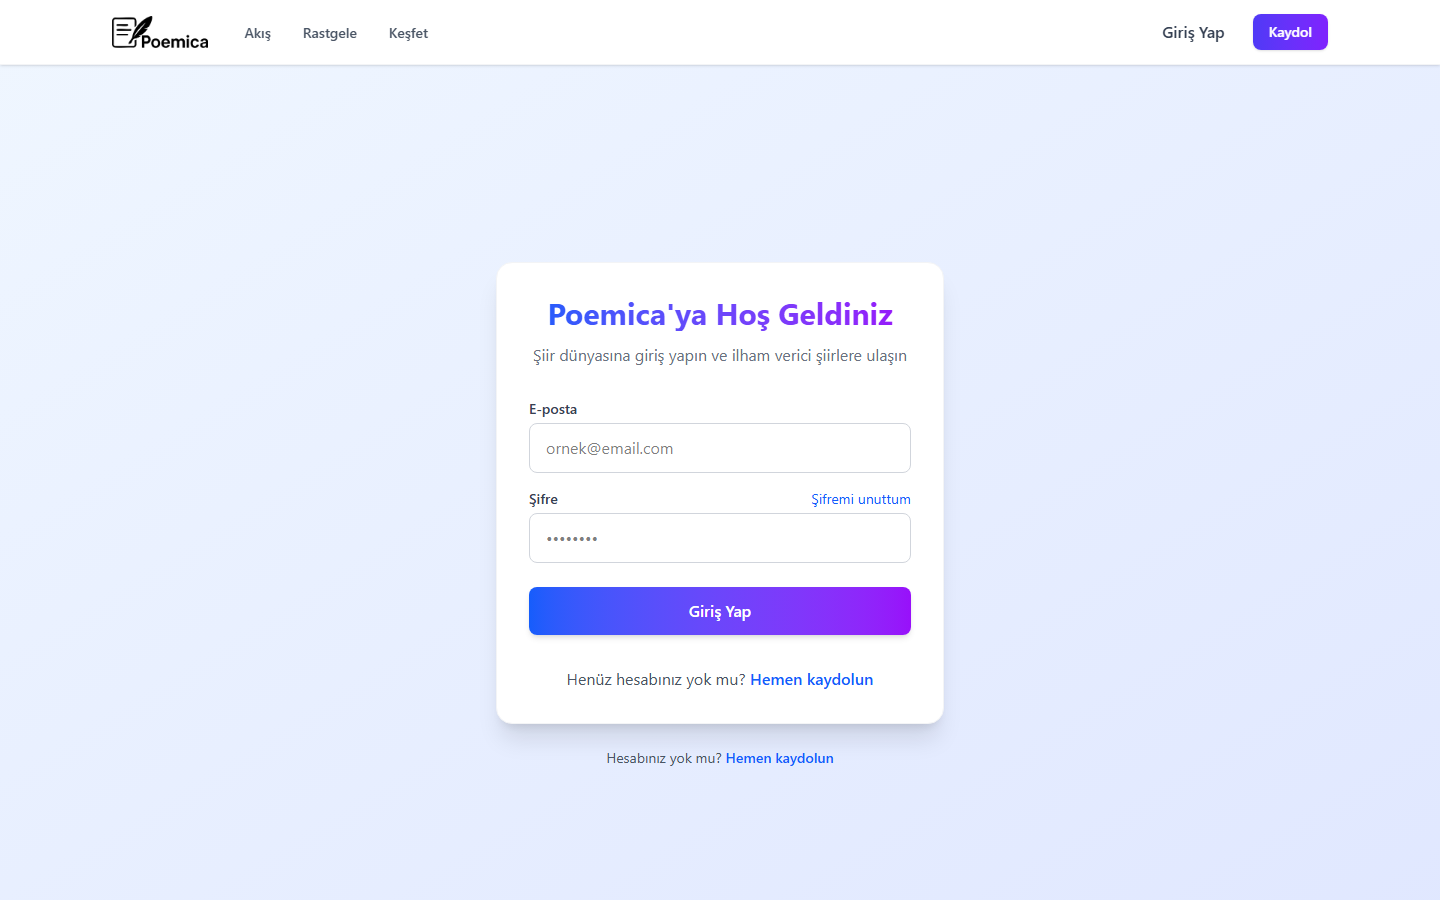 Poemica
Akış
Rastgele
Keşfet
Giriş Yap
Kaydol
Poemica'ya Hoş Geldiniz
Şiir dünyasına giriş yapın ve ilham verici şiirlere ulaşın
E-posta
ornek@email.com
Şifre
Şifremi unuttum
••••••••
Giriş Yap
Henüz hesabınız yok mu? Hemen kaydolun
Hesabınız yok mu? Hemen kaydolun